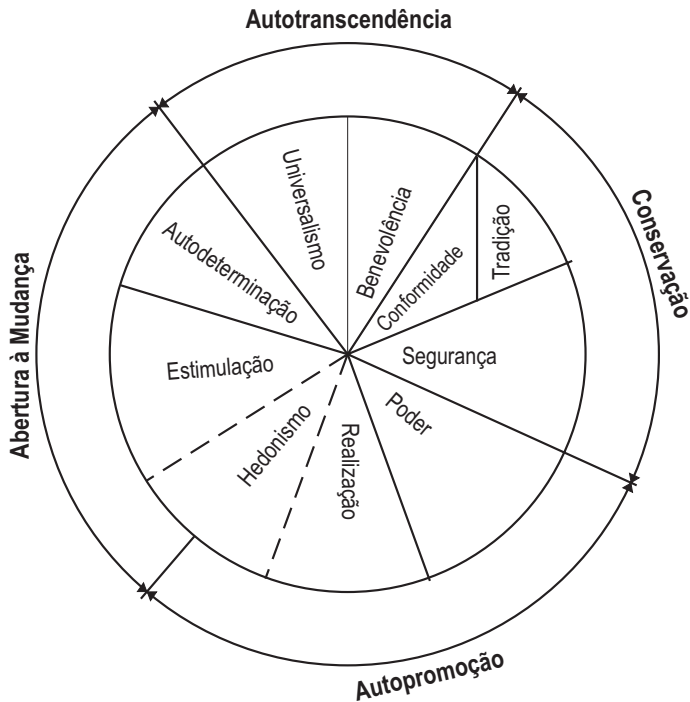 Autotranscendência
Universalismo
Benevolência
Conformidade
Tradição
Conservação
Autodeterminação
Abertura à Mudança
Estimulação
Segurança
Poder
Hedonismo
Realização
Autopromoção